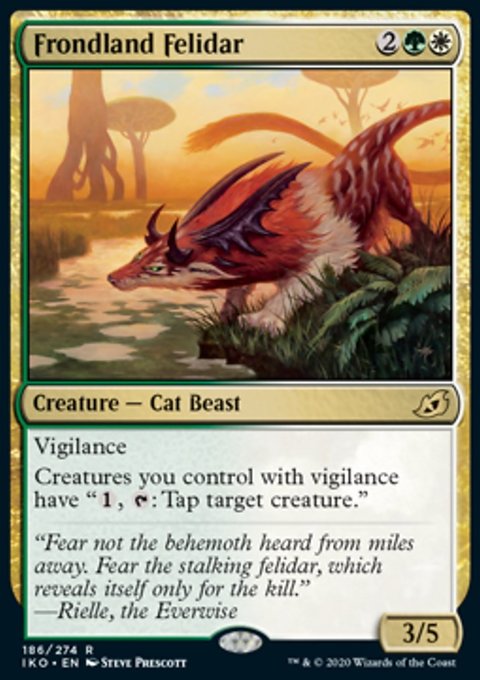 Frondland Felidar 2
Creature — Cat Beast
Vigilance
Creatures you control with vigilance
have “1, : Tap target creature.”
“Fear not the behemoth heard from miles
away. Fear the stalking felidar, which
reveals itself only for the kill.”
—Rielle, the Everwise
3/5
186/274 R
IKO • EN Steve Prescott
™ & © 2020 Wizards of the Coast